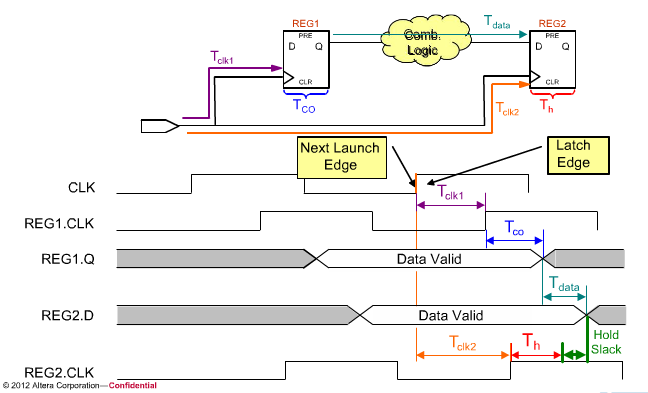 REG1
REG2
PRE
D Q
CLR
Comb.
Logic
Tdata
PRE
D Q
CLR
Tclk1
TCO
Tclk2
Th
Next Launch
Edge
Latch
Edge
CLK
Tclk1
REG1.CLK
Tco
REG1.Q
Data Valid
Tdata
REG2.D
Data Valid
Hold
Slack
Tclk2
Th
REG2.CLK
© 2012 Altera Corporation—Confidential